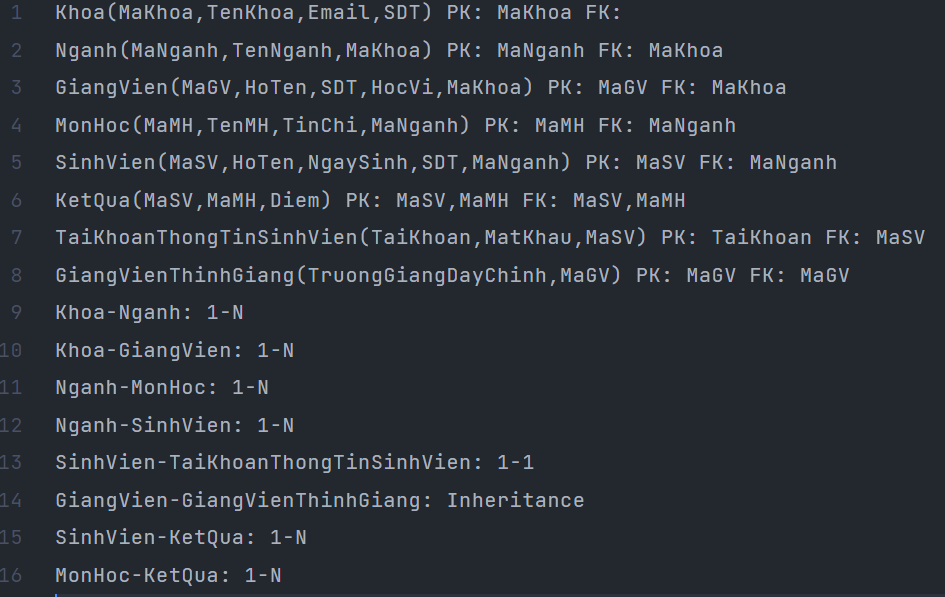 1 Khoa(MaKhoa,TenKhoa,Email,SDT) PK: MaKhoa FK:
2 Nganh(MaNganh,TenNganh,MaKhoa) PK: MaNganh FK: MaKhoa
3 GiangVien(MaGV,HoTen,SDT,HocVi,MaKhoa) PK: MaGV FK: MaKhoa
4 MonHoc(MaMH,TenMH,TinChi,MaNganh) PK: MaMH FK: MaNganh
5 SinhVien(MaSV,HoTen,NgaySinh,SDT,MaNganh) PK: MaSV FK: MaNganh
6 KetQua(MaSV,MaMH,Diem) PK: MaSV,MaMH FK: MaSV,MaMH
7 TaiKhoanThongTinSinhVien(TaiKhoan,MatKhau,MaSV) PK: TaiKhoan FK: MaSV
8 GiangVienThinhGiang(TruongGiangDayChinh,MaGV) PK: MaGV FK: MaGV
9 Khoa-Nganh: 1-N
10 Khoa-GiangVien: 1-N
11 Nganh-MonHoc: 1-N
12 Nganh-SinhVien: 1-N
13 SinhVien-TaiKhoanThongTinSinhVien: 1-1
14 GiangVien-GiangVienThinhGiang: Inheritance
15 SinhVien-KetQua: 1-N
16 MonHoc-KetQua: 1-N